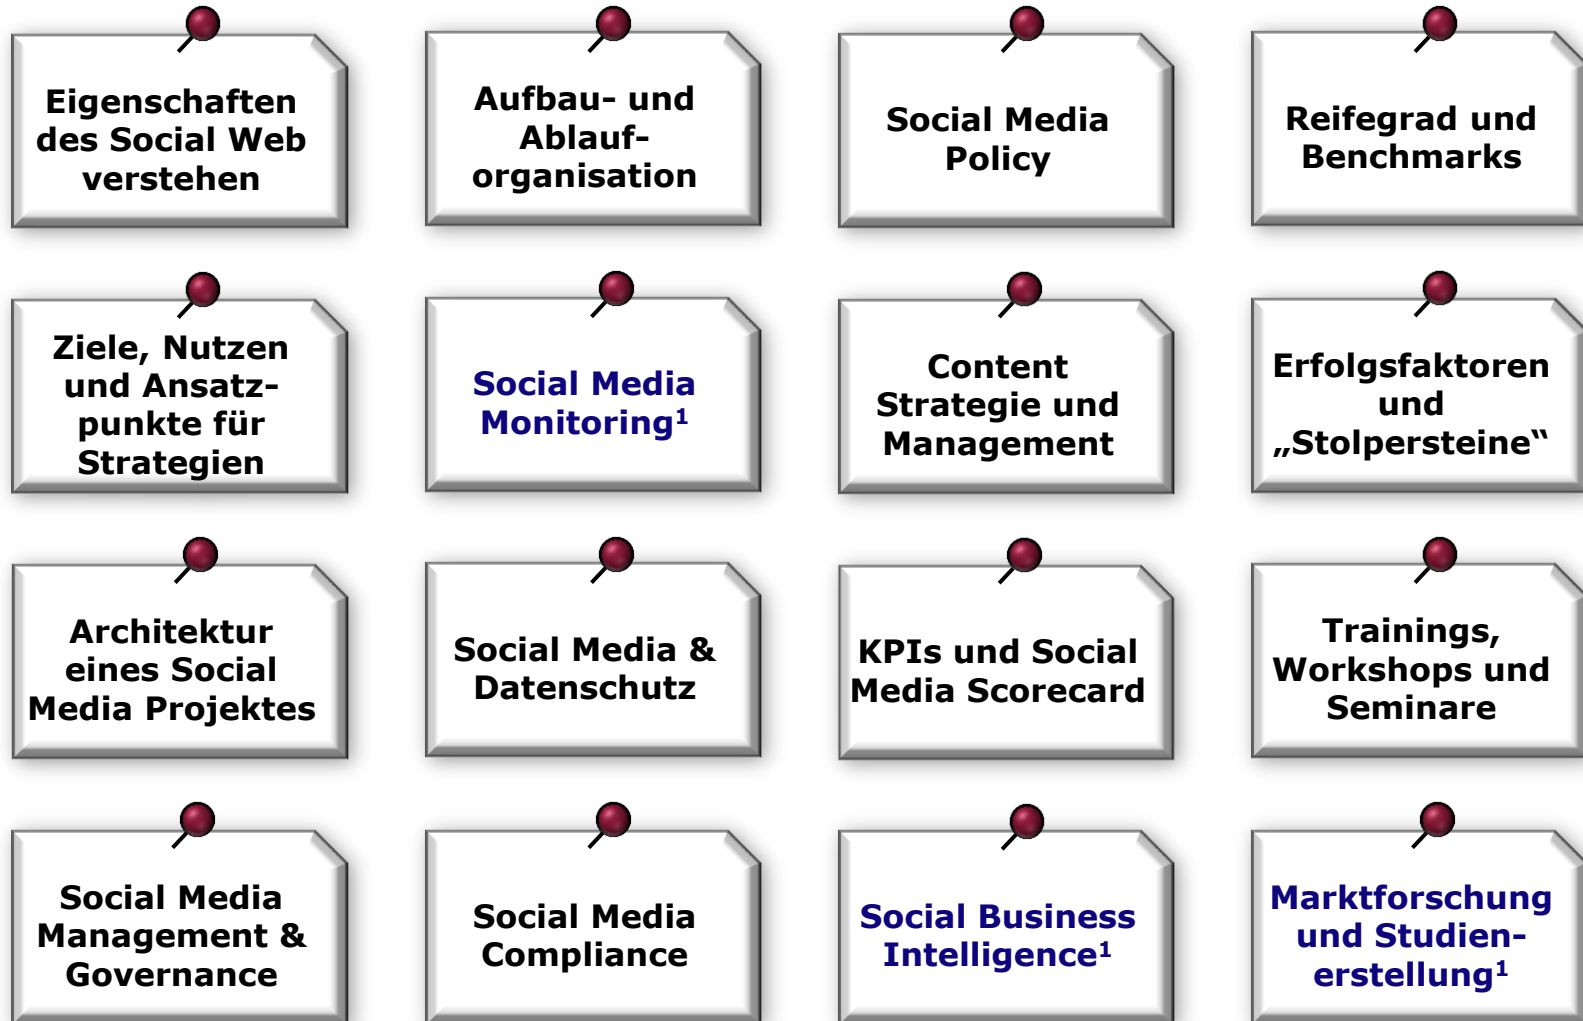 Eigenschaften
des Social Web
verstehen
Aufbau- und
Ablauf-
organisation
Social Media
Policy
Reifegrad und
Benchmarks
Ziele, Nutzen
und Ansatz-
punkte für
Strategien
Social Media
Monitoring¹
Content
Strategie und
Management
Erfolgsfaktoren
und
„Stolpersteine“
Architektur
eines Social
Media Projektes
Social Media &
Datenschutz
KPIs und Social
Media Scorecard
Trainings,
Workshops und
Seminare
Social Media
Management &
Governance
Social Media
Compliance
Social Business
Intelligence¹
Marktforschung
und Studien-
erstellung¹